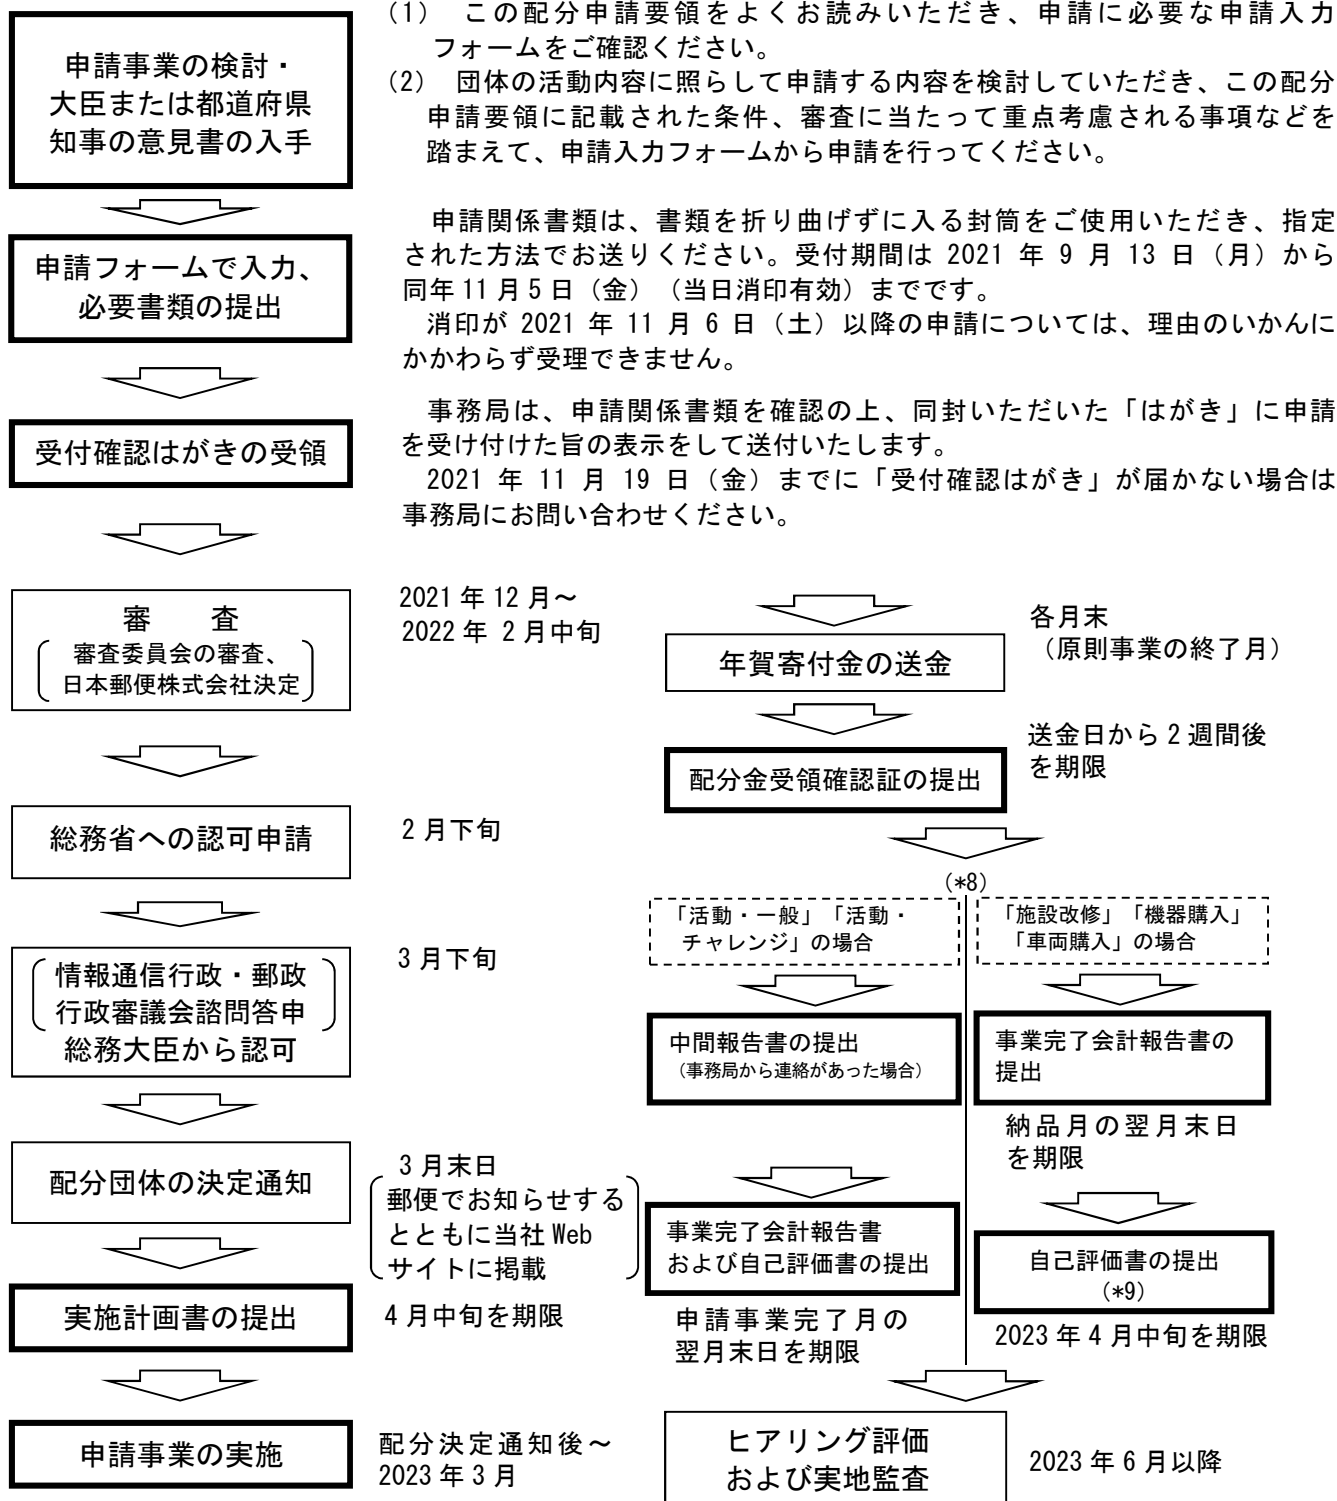 申請事業の検討・
大臣または都道府県
知事の意見書の入手
(1) この配分申請要領をよくお読みいただき、申請に必要な申請入力
フォームをご確認ください。
(2) 団体の活動内容に照らして申請する内容を検討していただき、この配分
申請要領に記載された条件、審査に当たって重点考慮される事項などを
踏まえて、申請入力フォームから申請を行ってください。
申請フォームで入力、
必要書類の提出
申請関係書類は、書類を折り曲げずに入る封筒をご使用いただき、指定
された方法でお送りください。受付期間は 2021 年 9 月 13 日（月）から
同年 11 月 5 日（金）（当日消印有効）までです。
消印が 2021 年 11 月 6 日（土）以降の申請については、理由のいかんに
かかわらず受理できません。
受付確認はがきの受領
事務局は、申請関係書類を確認の上、同封いただいた「はがき」に申請
を受け付けた旨の表示をして送付いたします。
2021 年 11 月 19 日（金）までに「受付確認はがき」が届かない場合は
事務局にお問い合わせください。
審　　査
審査委員会の審査、
日本郵便株式会社決定
2021 年 12 月～
2022 年 2 月中旬
総務省への認可申請
2 月下旬
情報通信行政・郵政
行政審議会諮問答申
総務大臣から認可
3 月下旬
配分団体の決定通知
3 月末日
郵便でお知らせする
とともに当社 Web
サイトに掲載
実施計画書の提出
4 月中旬を期限
申請事業の実施
配分決定通知後～
2023 年 3 月
年賀寄付金の送金
各月末
（原則事業の終了月）
配分金受領確認証の提出
送金日から 2 週間後
を期限
(*8)
「活動・一般」「活動・
チャレンジ」の場合
中間報告書の提出
（事務局から連絡があった場合）
事業完了会計報告書
および自己評価書の提出
申請事業完了月の
翌月末日を期限
「施設改修」「機器購入」
「車両購入」の場合
事業完了会計報告書の
提出
納品月の翌月末日
を期限
自己評価書の提出
(*9)
2023 年 4 月中旬を期限
ヒアリング評価
および実地監査
2023 年 6 月以降